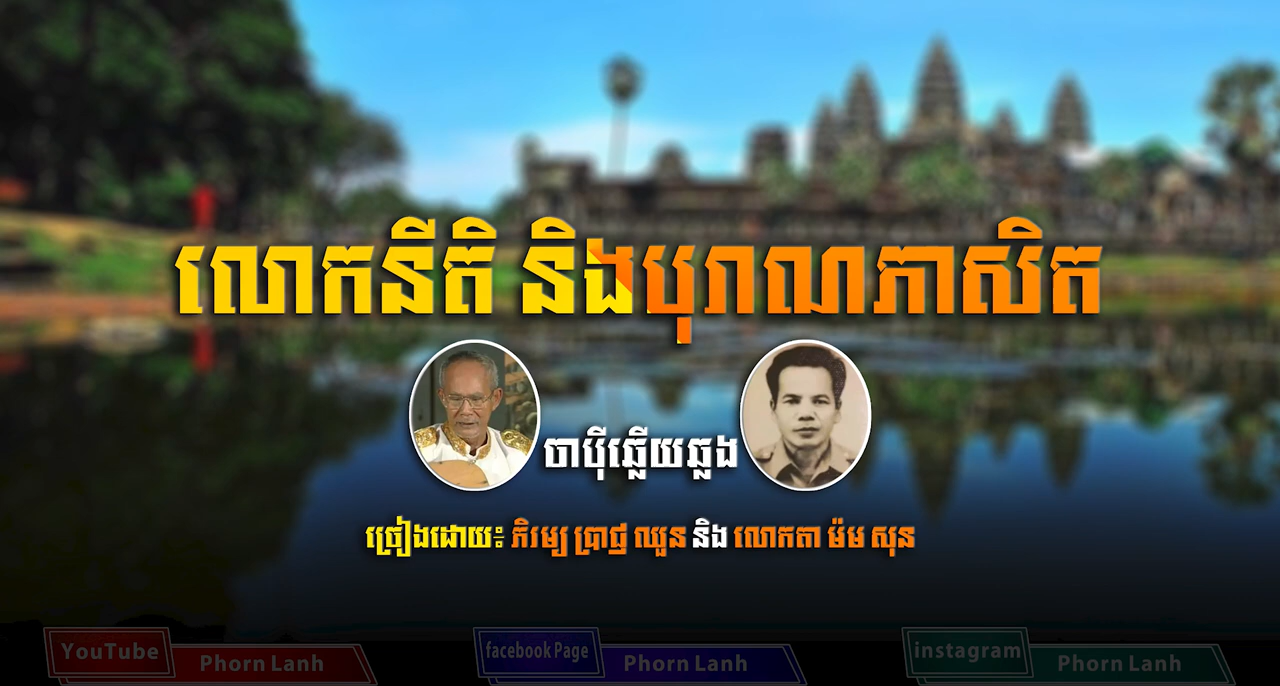 លោកនីតិ និងបុរាណភាសិត
ចាប៉ីឆ្លើយឆ្លង
ច្រៀងដោយ៖ ភិរម្យ ប្រាជ្ញ ឈួន និង លោកតា ម៉ម សុន
YouTube
Phorn Lanh
facebook Page
Phorn Lanh
instagram
Phorn Lanh